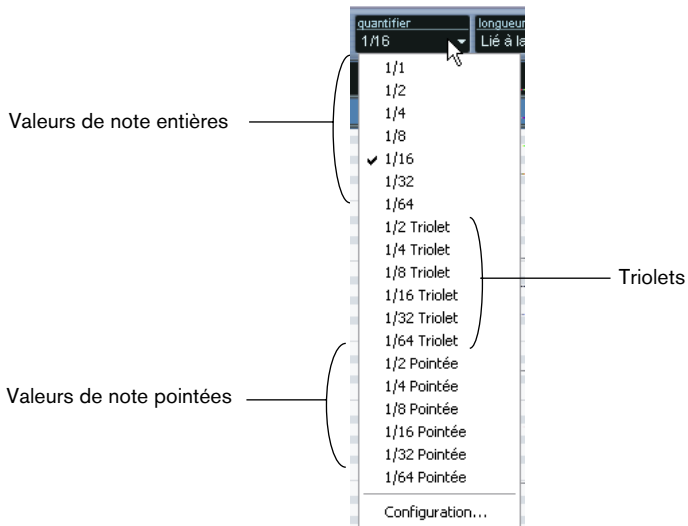 quantifier
longueur
1/16
Lié à la
1/1
1/2
1/4
1/8
1/16
1/32
1/64
1/2 Triolet
1/4 Triolet
1/8 Triolet
1/16 Triolet
1/32 Triolet
1/64 Triolet
1/2 Pointée
1/4 Pointée
1/8 Pointée
1/16 Pointée
1/32 Pointée
1/64 Pointée
Configuration...
Valeurs de note entières
Triolets
Valeurs de note pointées